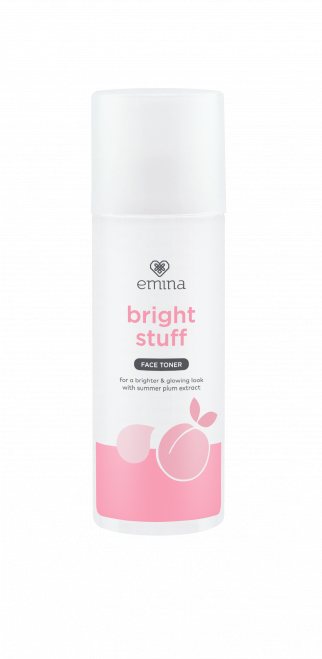 emina
bright
stuff
FACE TONER
for a brighter & glowing look
with summer plum extract